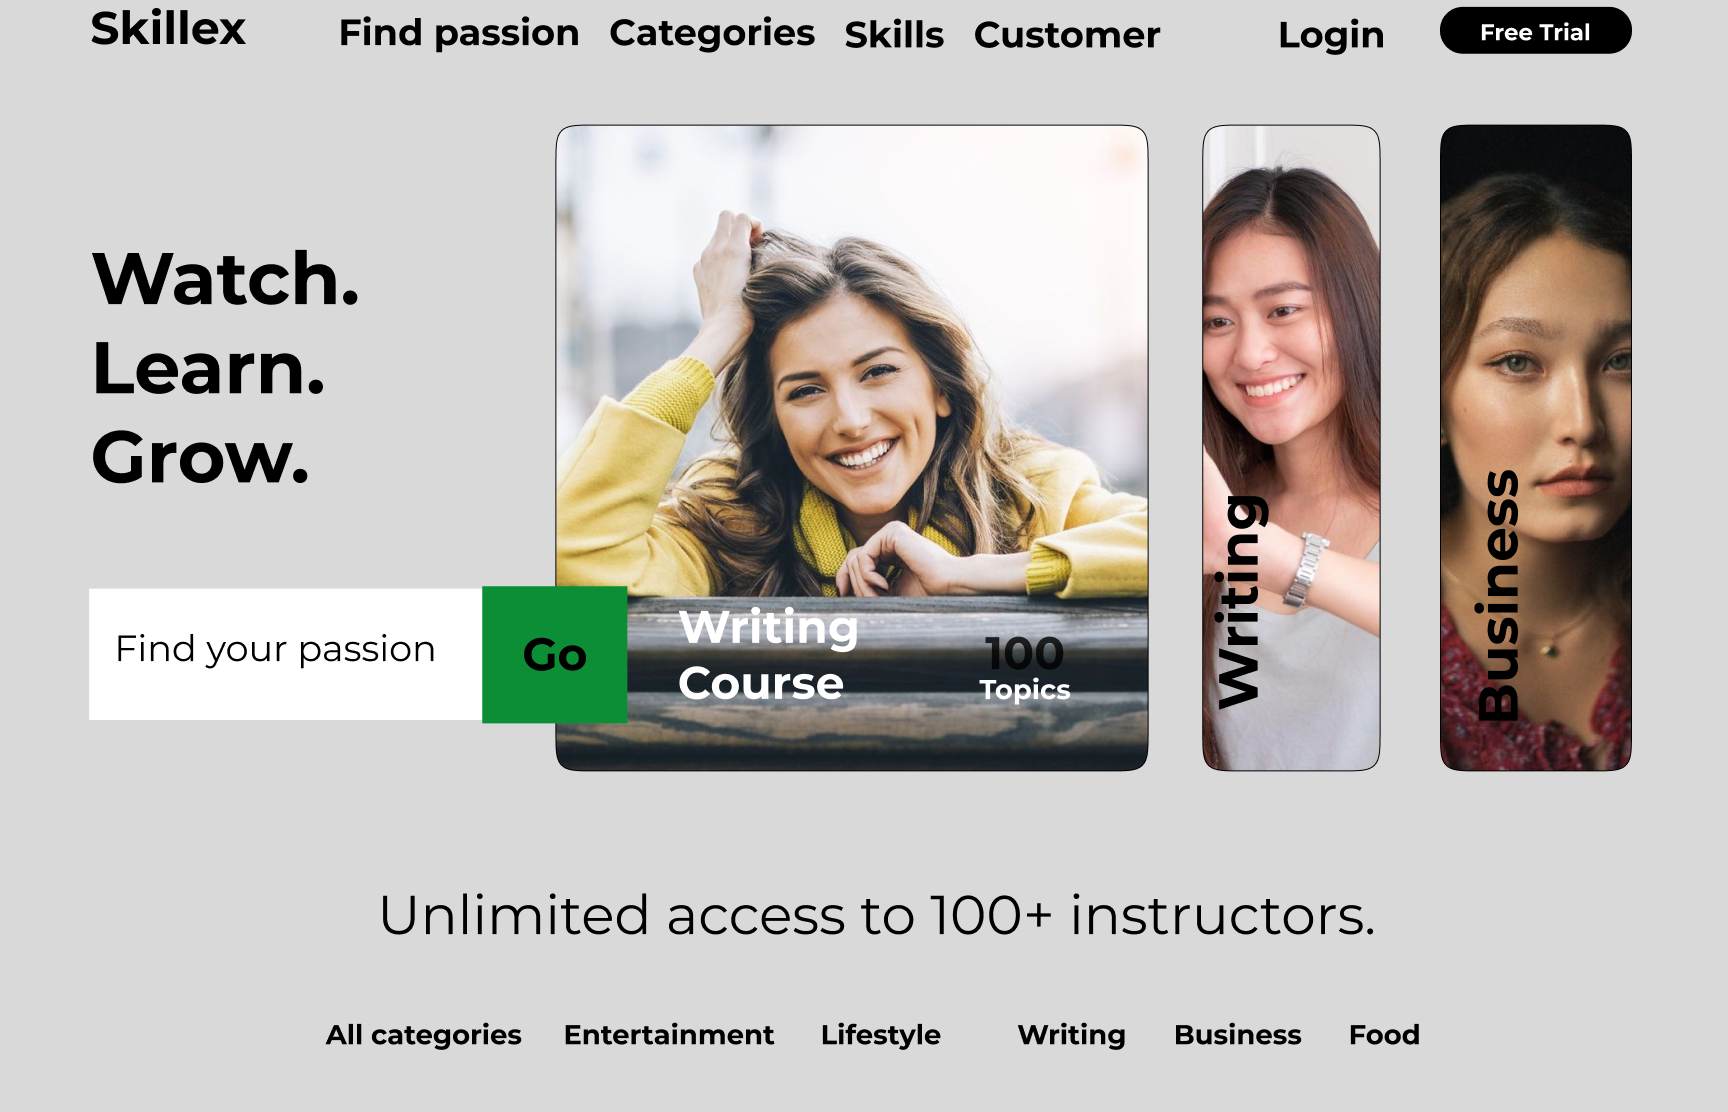 Skillex
Find passion
Categories
Skills
Customer
Login
Free Trial
Watch.
Learn.
Grow.
Find your passion
Go
Writing
Course
100
Topics
Writing
Business
Unlimited access to 100+ instructors.
All categories
Entertainment
Lifestyle
Writing
Business
Food